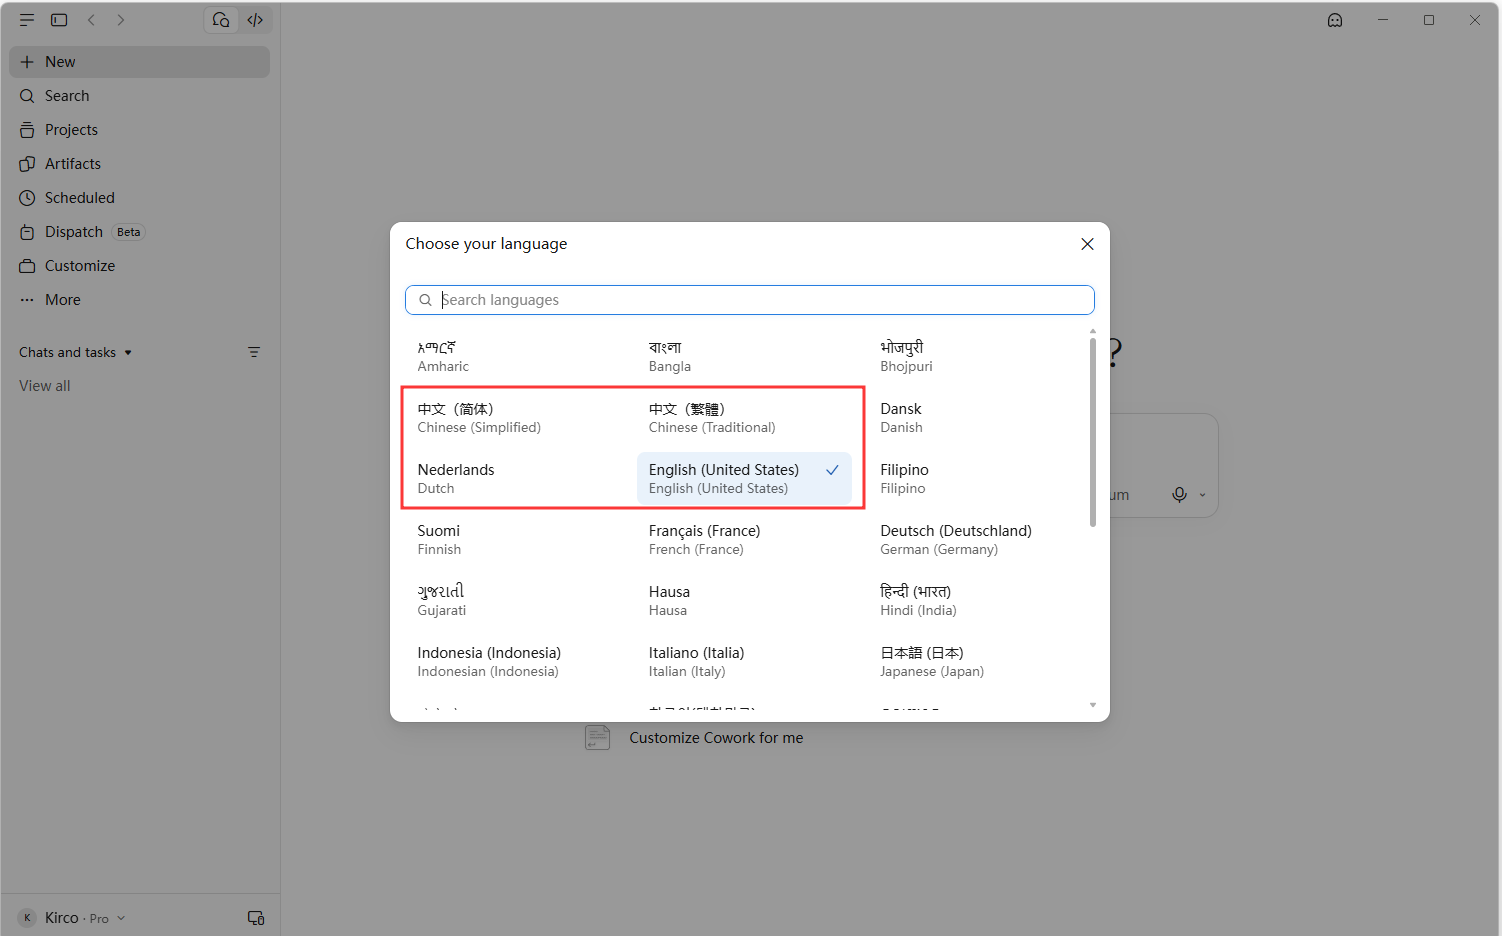 New
Search
Projects
Artifacts
Scheduled
Dispatch Beta
Customize
More
Chats and tasks
View all
Kirco · Pro
K
Choose your language
Search languages
አማርኛ
Amharic
বাংলা
Bangla
भोजपुरी
Bhojpuri
中文（简体）
Chinese (Simplified)
中文（繁體）
Chinese (Traditional)
Dansk
Danish
Nederlands
Dutch
English (United States)
English (United States)
Filipino
Filipino
Suomi
Finnish
Français (France)
French (France)
Deutsch (Deutschland)
German (Germany)
ગુજરાતી
Gujarati
Hausa
Hausa
हिन्दी (भारत)
Hindi (India)
Indonesia (Indonesia)
Indonesian (Indonesia)
Italiano (Italia)
Italian (Italy)
日本語 (日本)
Japanese (Japan)
?
um
Customize Cowork for me